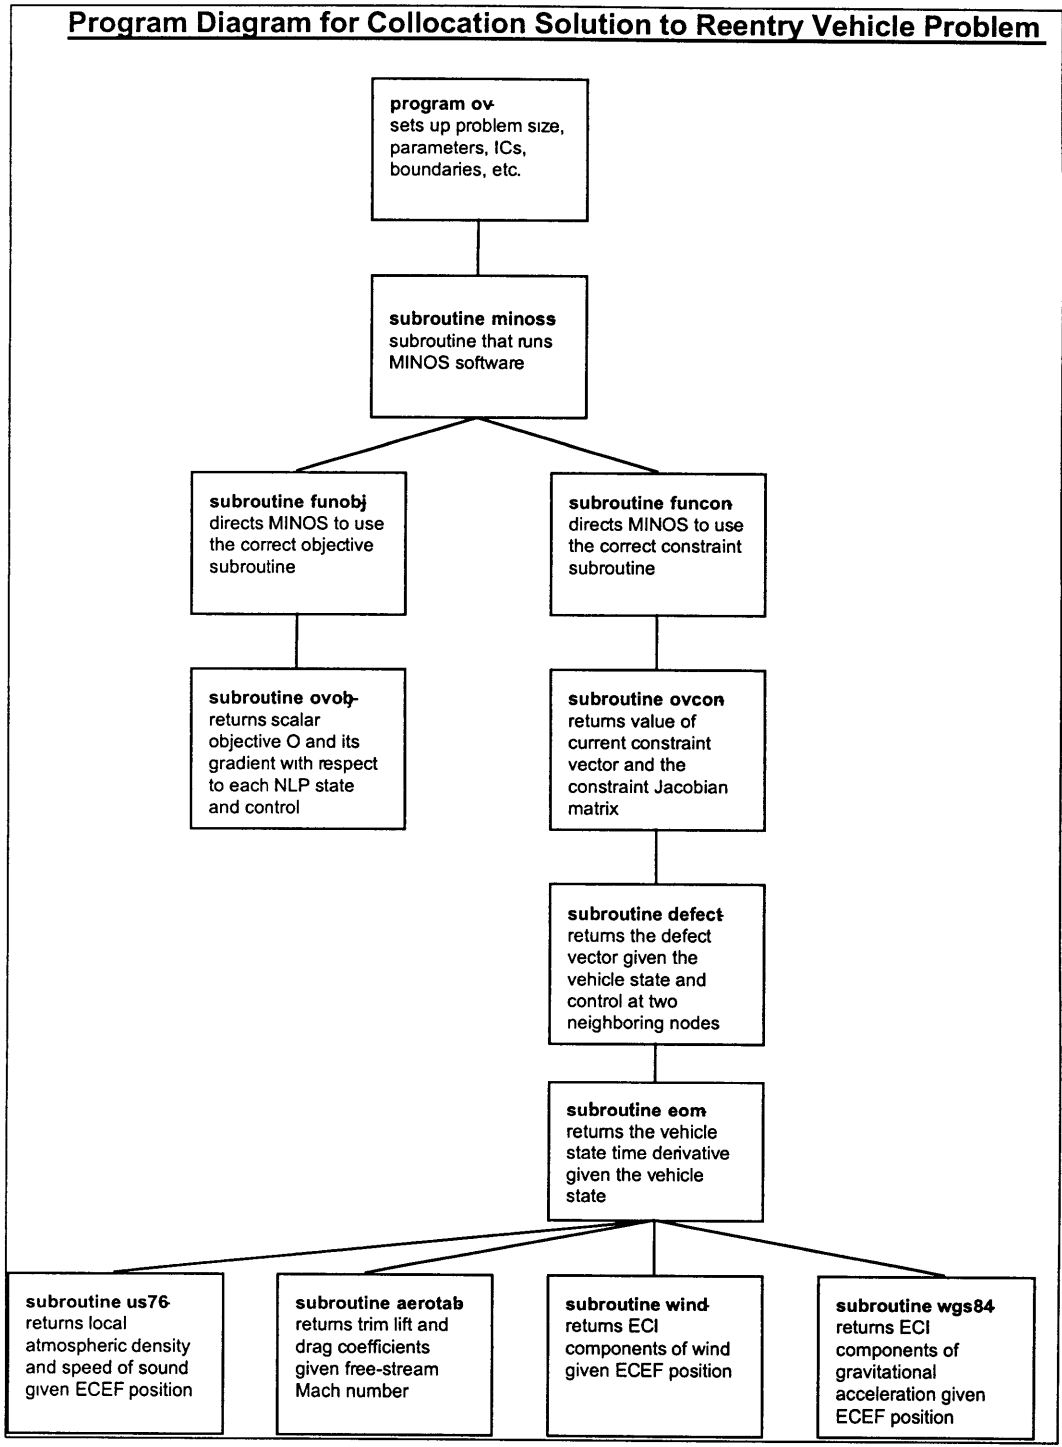 Program Diagram for Collocation Solution to Reentry Vehicle Problem
program ov-
sets up problem size,
parameters, ICs,
boundaries, etc.
subroutine minoss-
subroutine that runs
MINOS software
subroutine funobj-
directs MINOS to use
the correct objective
subroutine
subroutine funcon-
directs MINOS to use
the correct constraint
subroutine
subroutine ovob-
returns scalar
objective O and its
gradient with respect
to each NLP state
and control
subroutine ovcon-
returns value of
current constraint
vector and the
constraint Jacobian
matrix
subroutine defect-
returns the defect
vector given the
vehicle state and
control at two
neighboring nodes
subroutine eom-
returns the vehicle
state time derivative
given the vehicle
state
subroutine us76-
returns local
atmospheric density
and speed of sound
given ECEF position
subroutine aerotab-
returns trim lift and
drag coefficients
given free-stream
Mach number
subroutine wind-
returns ECI
components of wind
given ECEF position
subroutine wgs84-
returns ECI
components of
gravitational
acceleration given
ECEF position